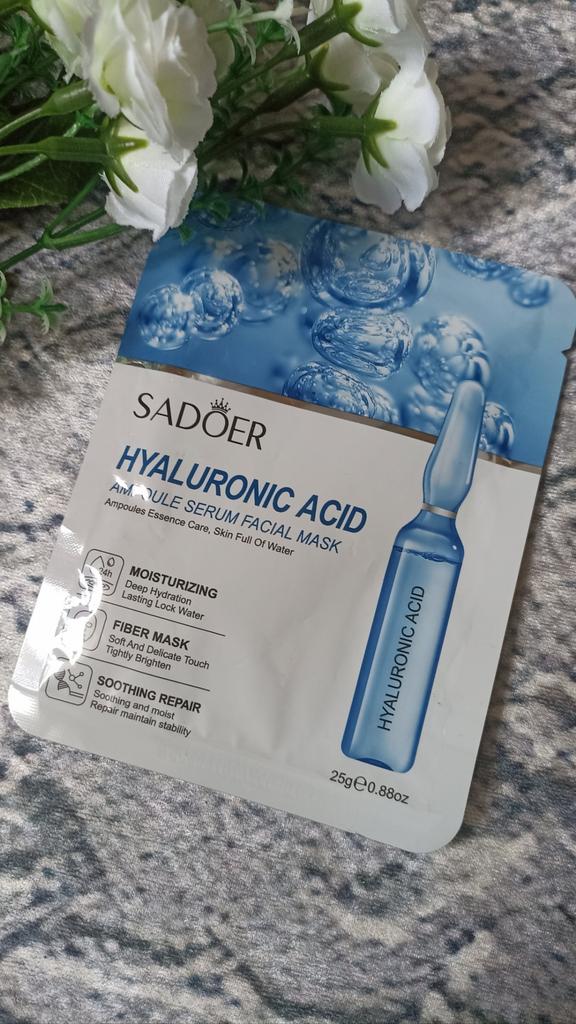 SADOER
HYALURONIC ACID
AMPOULE SERUM FACIAL MASK
Ampoules Essence Care, Skin Full Of Water
24h
MOISTURIZING
Deep Hydration
Lasting Lock Water
FIBER MASK
Soft And Delicate Touch
Tightly Brighten
SOOTHING REPAIR
Soothing and moist
Repair maintain stability
HYALURONIC ACID
25g℮0.88oz